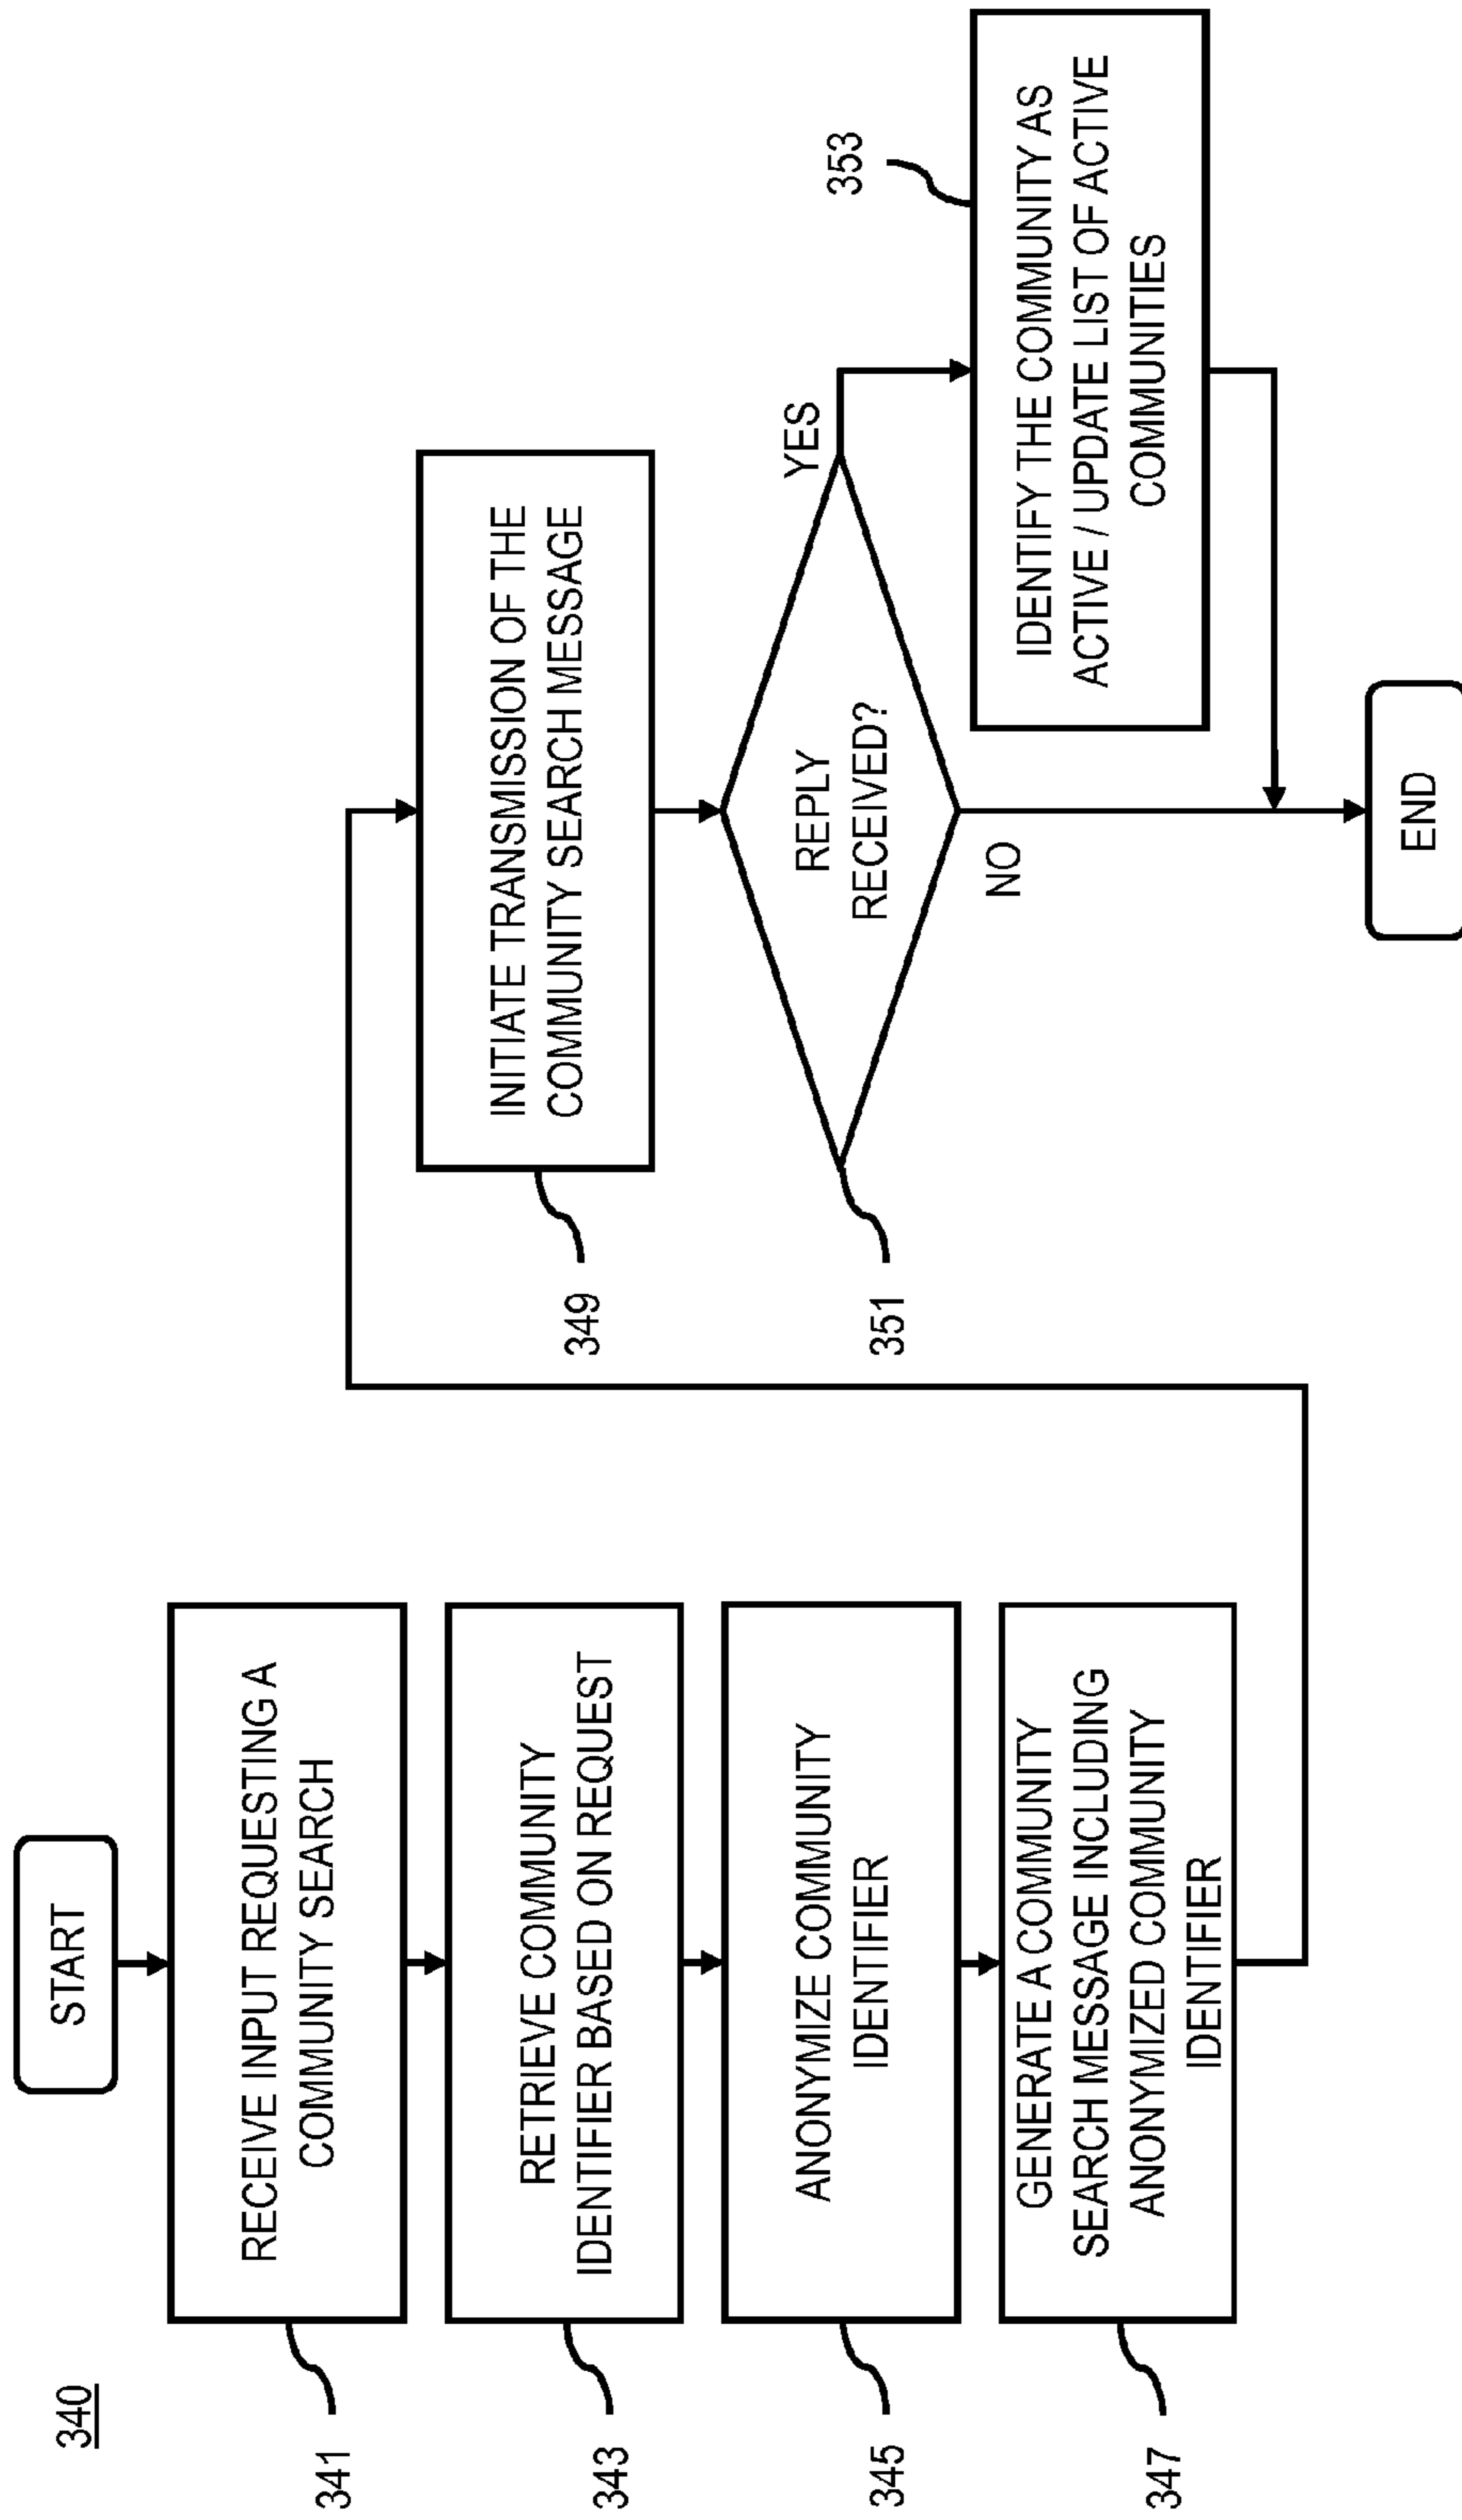 340
START
341
RECEIVE INPUT REQUESTING A
COMMUNITY SEARCH
343
RETRIEVE COMMUNITY
IDENTIFIER BASED ON REQUEST
345
ANONYMIZE COMMUNITY
IDENTIFIER
347
GENERATE A COMMUNITY
SEARCH MESSAGE INCLUDING
ANONYMIZED COMMUNITY
IDENTIFIER
349
INITIATE TRANSMISSION OF THE
COMMUNITY SEARCH MESSAGE
351
REPLY
RECEIVED?
YES
NO
353
IDENTIFY THE COMMUNITY AS
ACTIVE / UPDATE LIST OF ACTIVE
COMMUNITIES
END